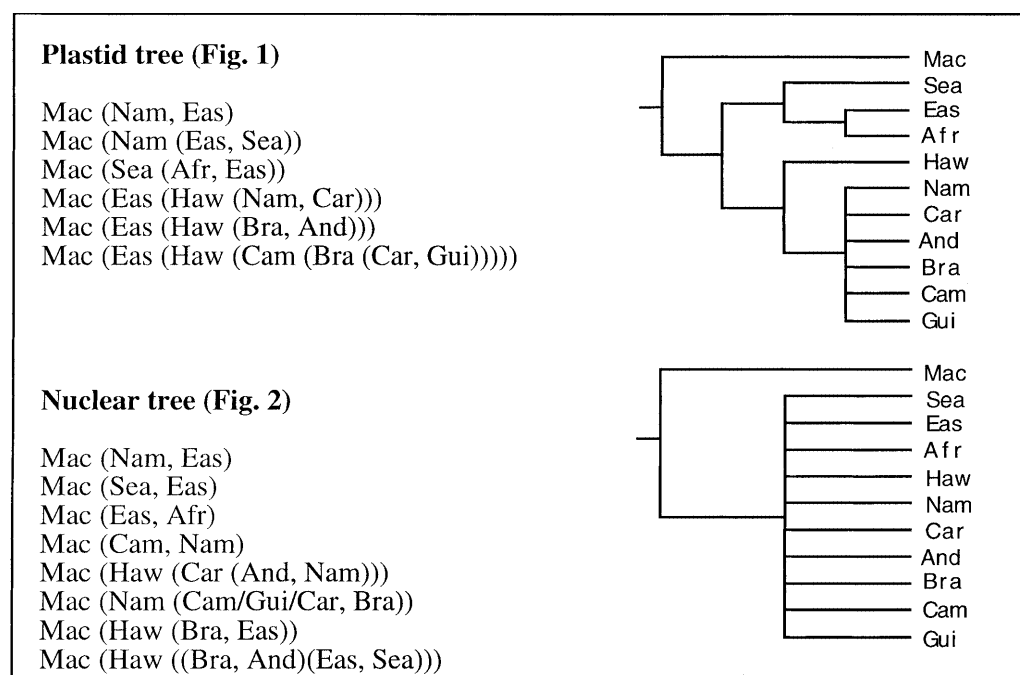 Plastid tree (Fig. 1)
Mac (Nam, Eas)
Mac (Nam (Eas, Sea))
Mac (Sea (Afr, Eas))
Mac (Eas (Haw (Nam, Car)))
Mac (Eas (Haw (Bra, And)))
Mac (Eas (Haw (Cam (Bra (Car, Gui)))))
Mac
Sea
Eas
Afr
Haw
Nam
Car
And
Bra
Cam
Gui
Nuclear tree (Fig. 2)
Mac (Nam, Eas)
Mac (Sea, Eas)
Mac (Eas, Afr)
Mac (Cam, Nam)
Mac (Haw (Car (And, Nam)))
Mac (Nam (Cam/Gui/Car, Bra))
Mac (Haw (Bra, Eas))
Mac (Haw ((Bra, And)(Eas, Sea)))
Mac
Sea
Eas
Afr
Haw
Nam
Car
And
Bra
Cam
Gui